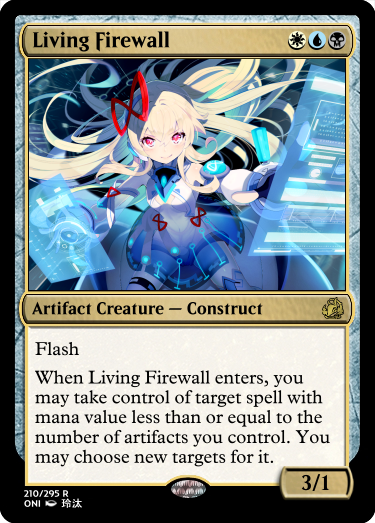 Living Firewall
Artifact Creature — Construct
Flash
When Living Firewall enters, you
may take control of target spell with
mana value less than or equal to the
number of artifacts you control. You
may choose new targets for it.
3/1
210/295 R
ONI 玲汰